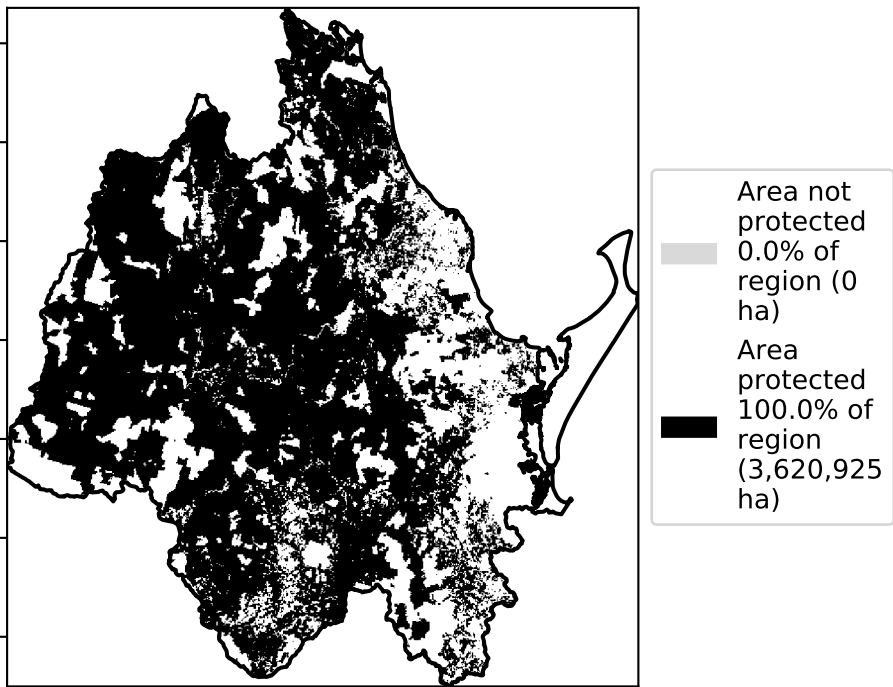 Area not
protected
0.0% of
region (0
ha)
Area
protected
100.0% of
region
(3,620,925
ha)